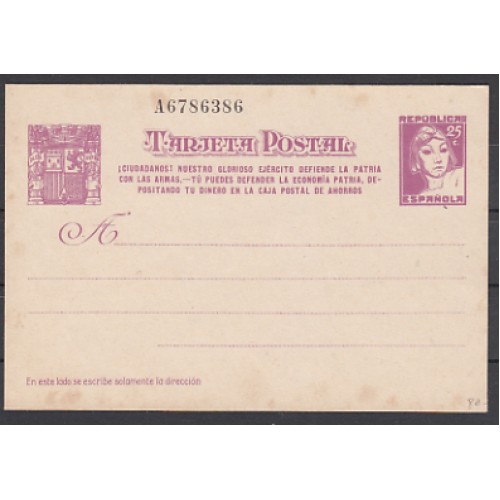 A6786386
TARJETA POSTAL
¡CIUDADANOS! NUESTRO GLORIOSO EJÉRCITO DEFIENDE LA PATRIA
CON LAS ARMAS.—TÚ PUEDES DEFENDER LA ECONOMÍA PATRIA, DE-
POSITANDO TU DINERO EN LA CAJA POSTAL DE AHORROS
REPÚBLICA
25
C
ESPAÑOLA
A
En este lado se escribe solamente la dirección